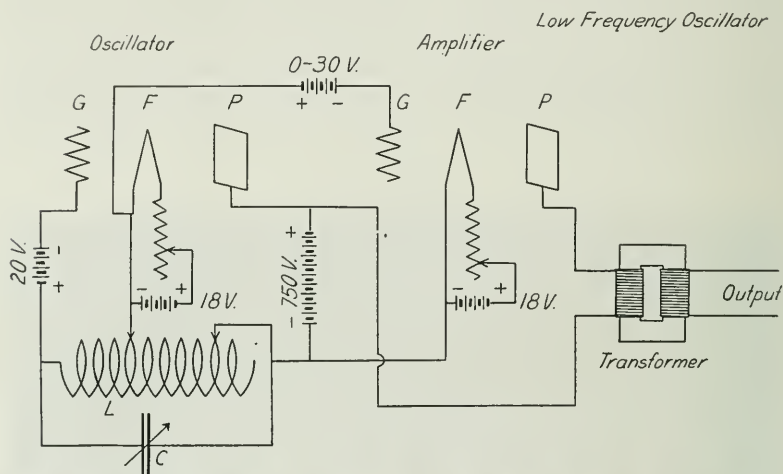 Low Frequency Oscillator
Oscillator
Amplifier
0-30 V.
+ -
G F P
G F P
20 V.
-
+
+
750 V.
-
- +
18 V.
- +
18 V.
Output
Transformer
L
C